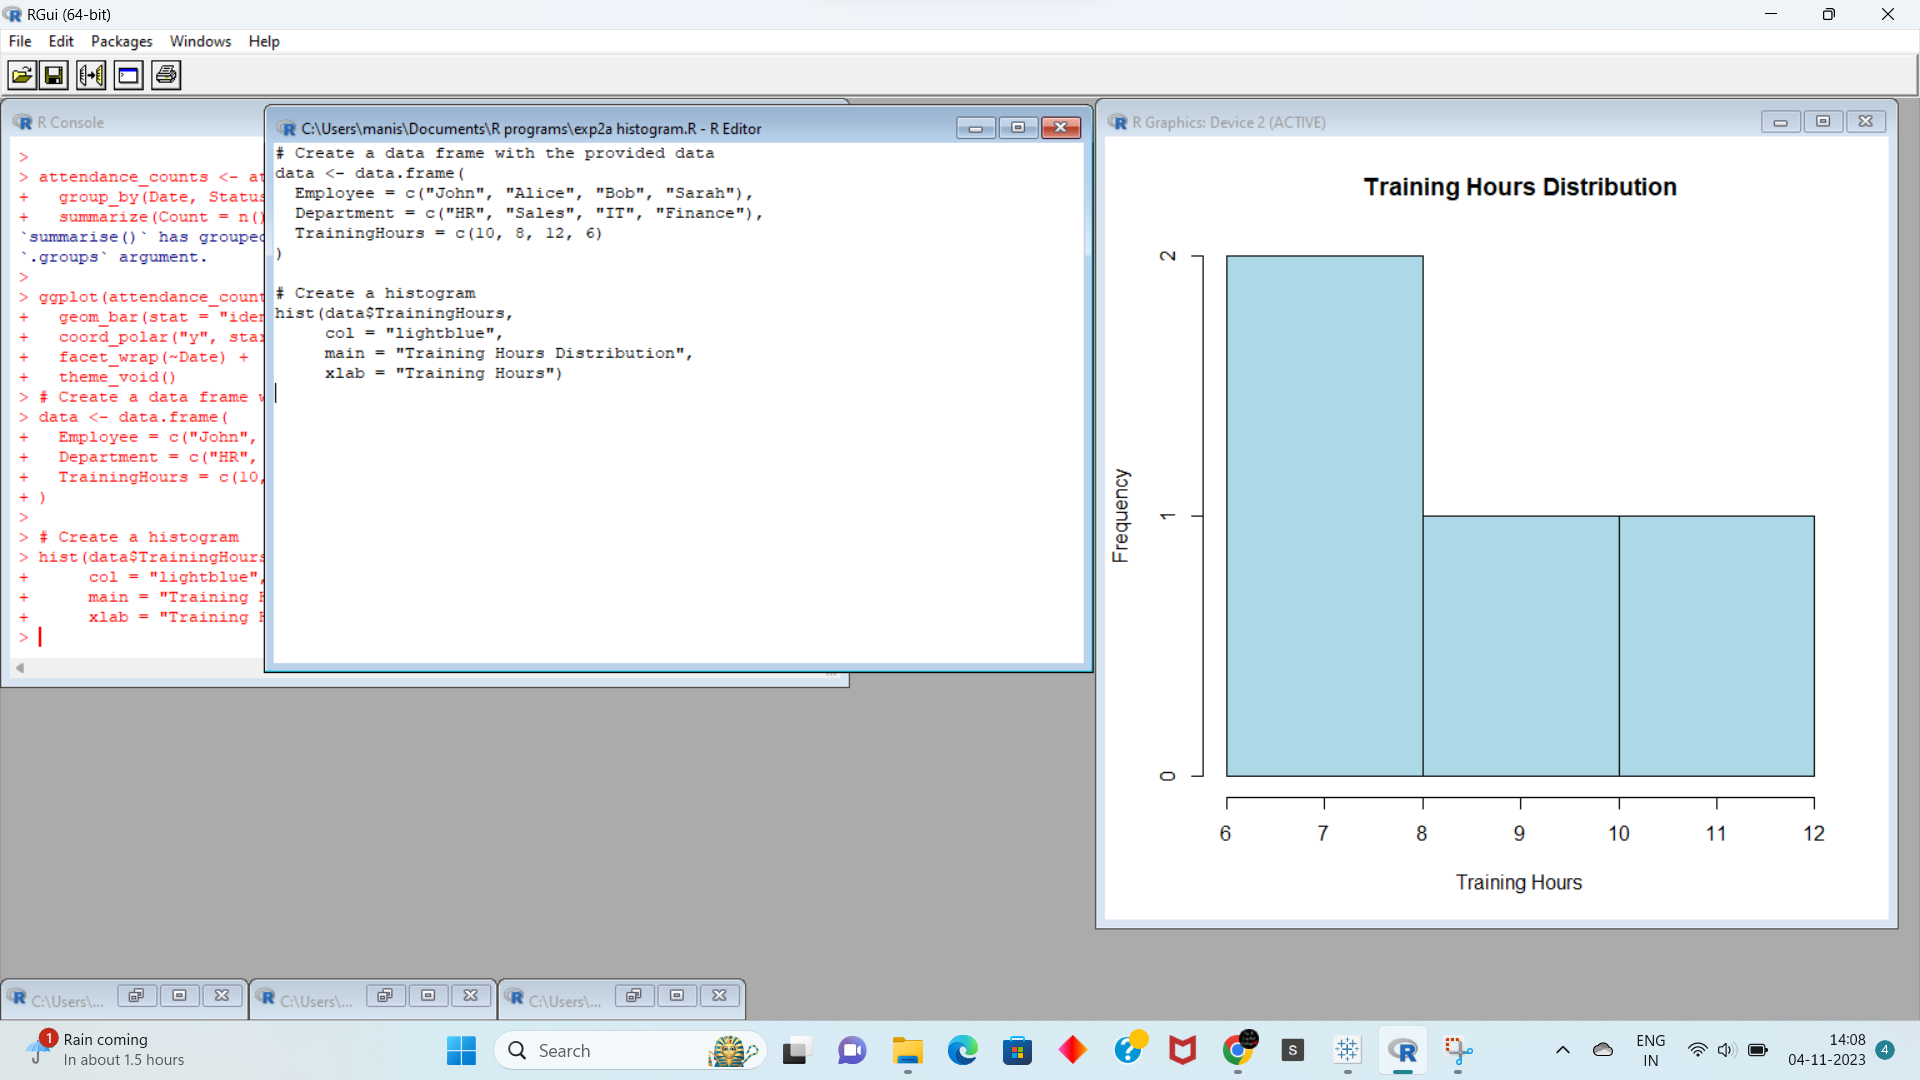 RGui (64-bit)
File Edit Packages Windows Help
R Console
>
> attendance_counts <- at
+   group_by(Date, Status
+   summarize(Count = n()
`summarise()` has grouped
`.groups` argument.
>
> ggplot(attendance_count
+   geom_bar(stat = "iden
+   coord_polar("y", star
+   facet_wrap(~Date) +
+   theme_void()
> # Create a data frame w
> data <- data.frame(
+   Employee = c("John",
+   Department = c("HR",
+   TrainingHours = c(10,
+ )
>
> # Create a histogram
> hist(data$TrainingHours
+      col = "lightblue",
+      main = "Training H
+      xlab = "Training H
>
C:\Users\manis\Documents\R programs\exp2a histogram.R - R Editor
# Create a data frame with the provided data
data <- data.frame(
  Employee = c("John", "Alice", "Bob", "Sarah"),
  Department = c("HR", "Sales", "IT", "Finance"),
  TrainingHours = c(10, 8, 12, 6)
)
# Create a histogram
hist(data$TrainingHours,
     col = "lightblue",
     main = "Training Hours Distribution",
     xlab = "Training Hours")
R Graphics: Device 2 (ACTIVE)
Training Hours Distribution
Frequency
2
1
0
6 7 8 9 10 11 12
Training Hours
C:\Users\... C:\Users\... C:\Users\...
1
Rain coming
In about 1.5 hours
Search
S
ENG
IN
14:08
04-11-2023
4